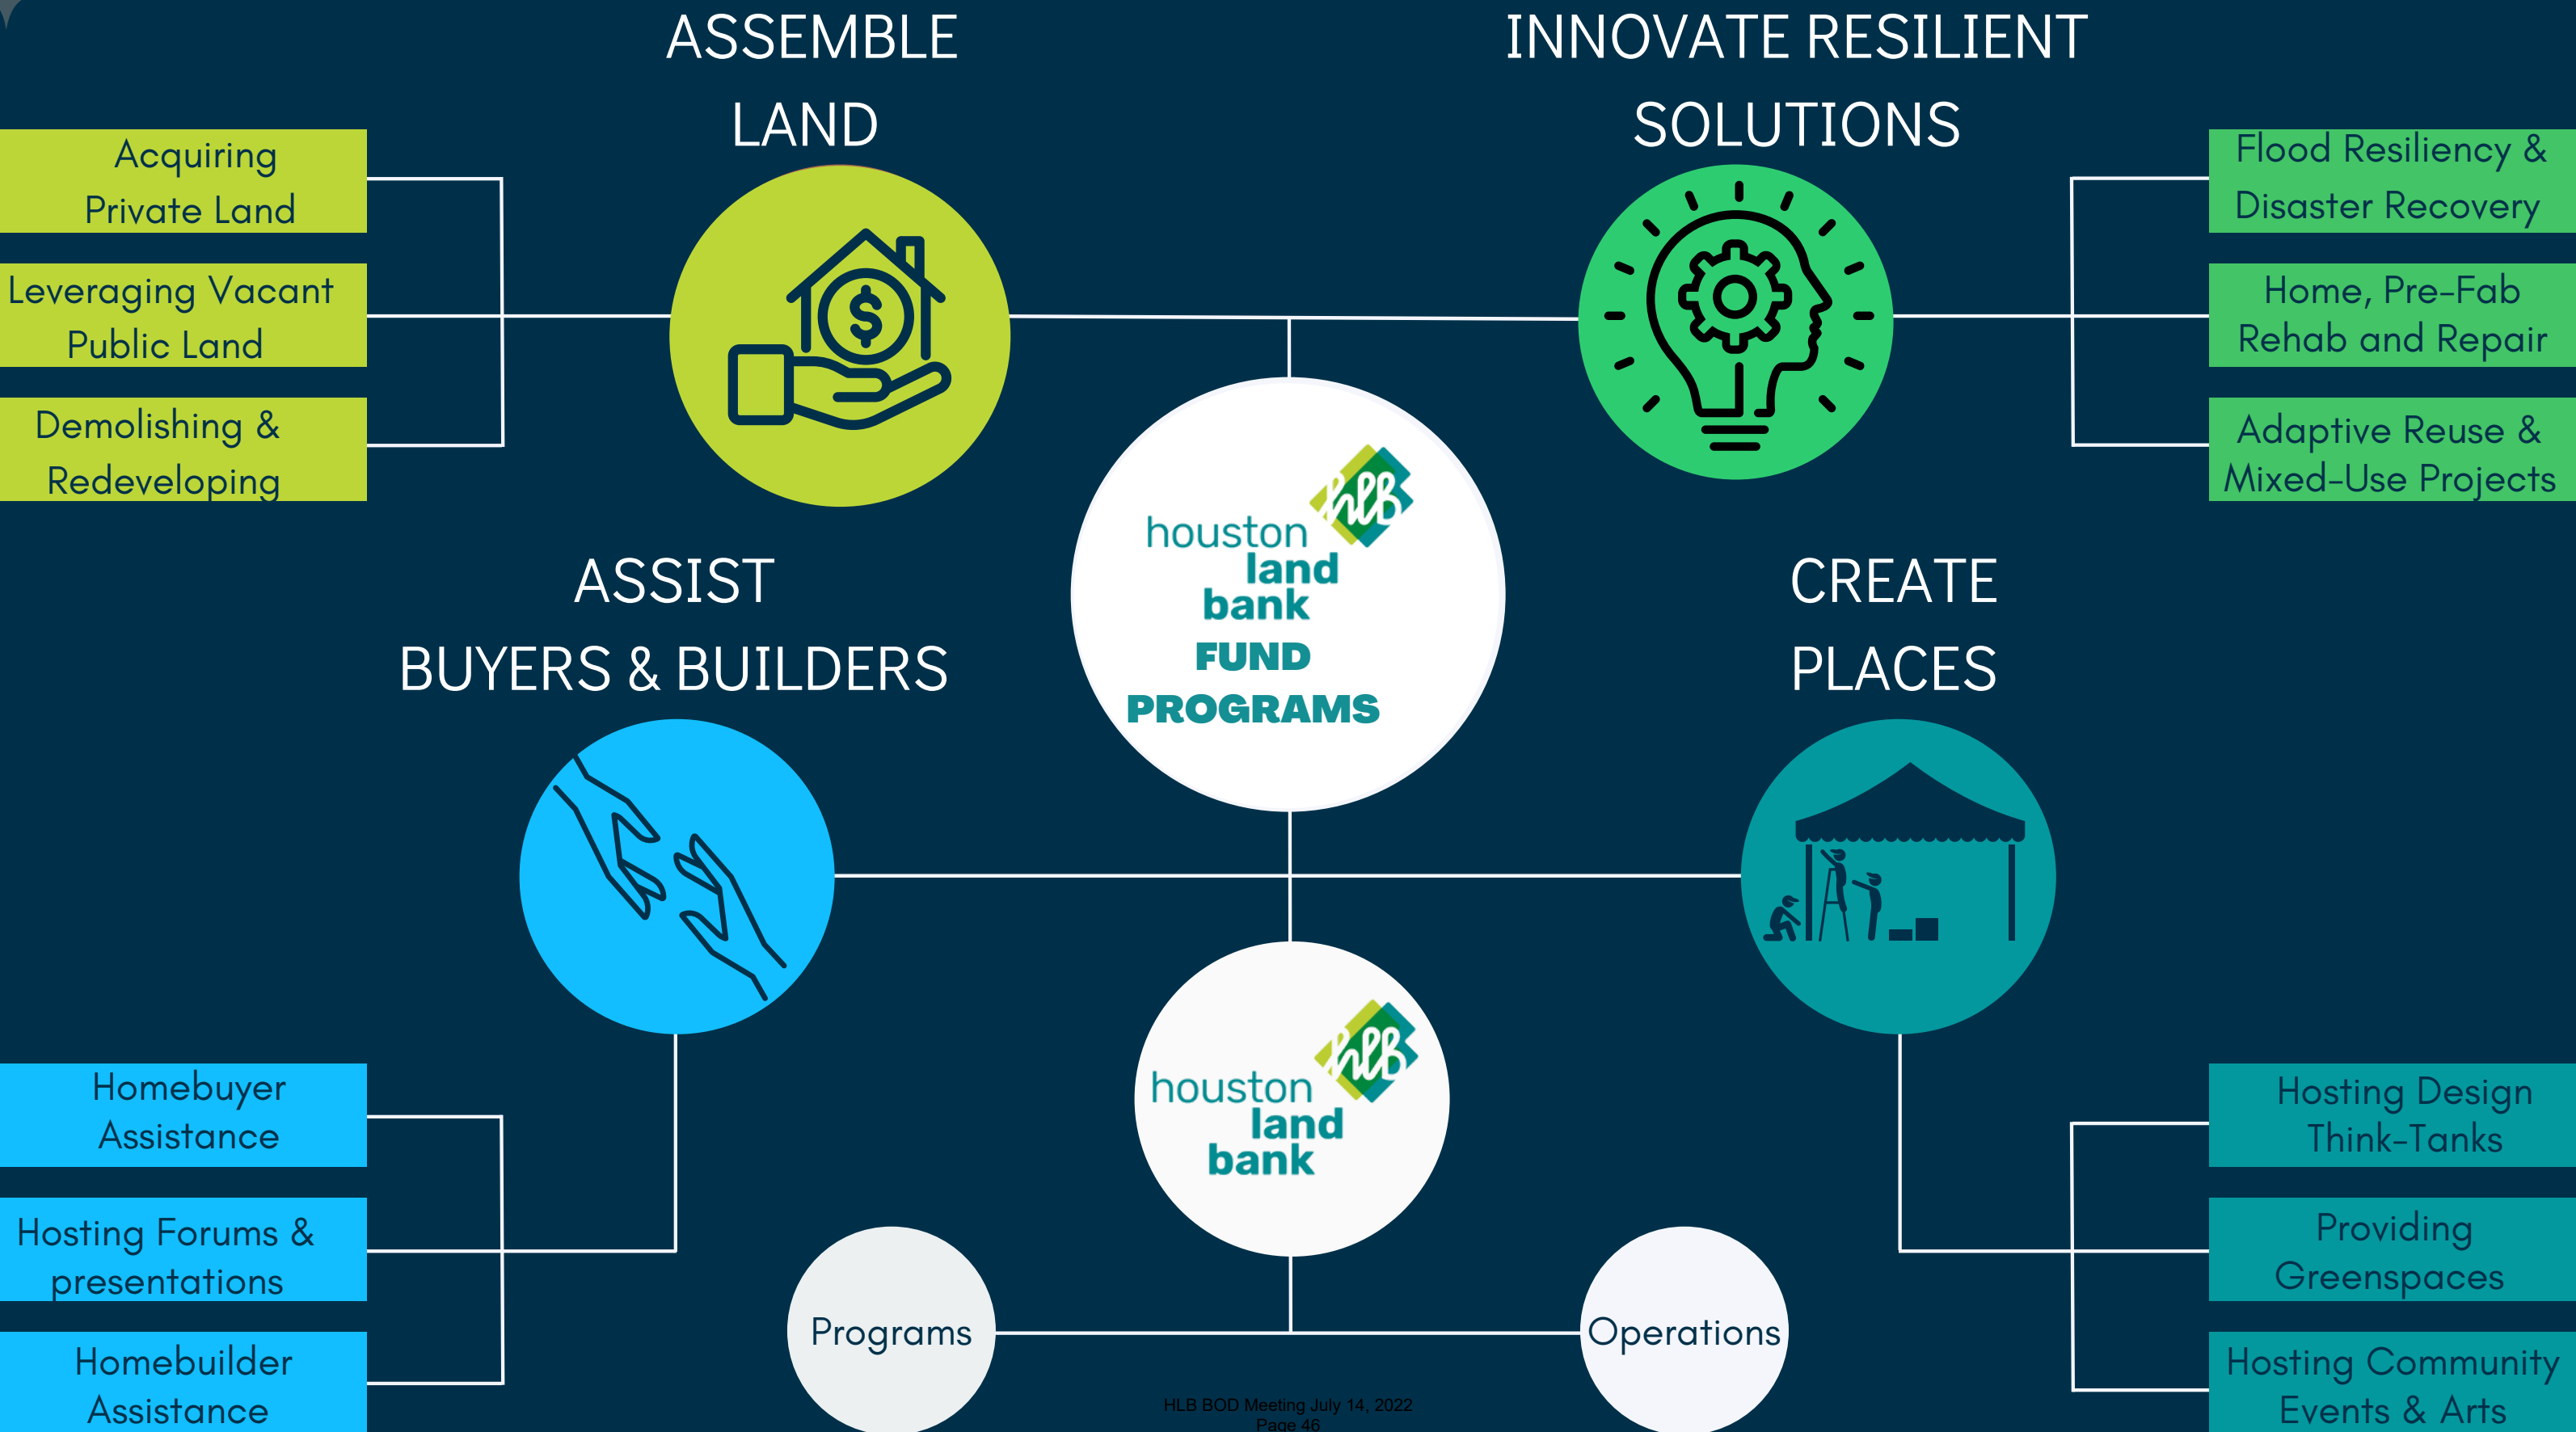 ASSEMBLE
LAND
INNOVATE RESILIENT
SOLUTIONS
Acquiring
Private Land
Leveraging Vacant
Public Land
Demolishing &
Redeveloping
$
Flood Resiliency &
Disaster Recovery
Home, Pre-Fab
Rehab and Repair
Adaptive Reuse &
Mixed-Use Projects
hlB
houston
land
bank
FUND
PROGRAMS
ASSIST
BUYERS & BUILDERS
CREATE
PLACES
Homebuyer
Assistance
Hosting Forums &
presentations
Homebuilder
Assistance
hlB
houston
land
bank
Programs
Operations
Hosting Design
Think-Tanks
Providing
Greenspaces
Hosting Community
Events & Arts
HLB BOD Meeting July 14, 2022
Page 46